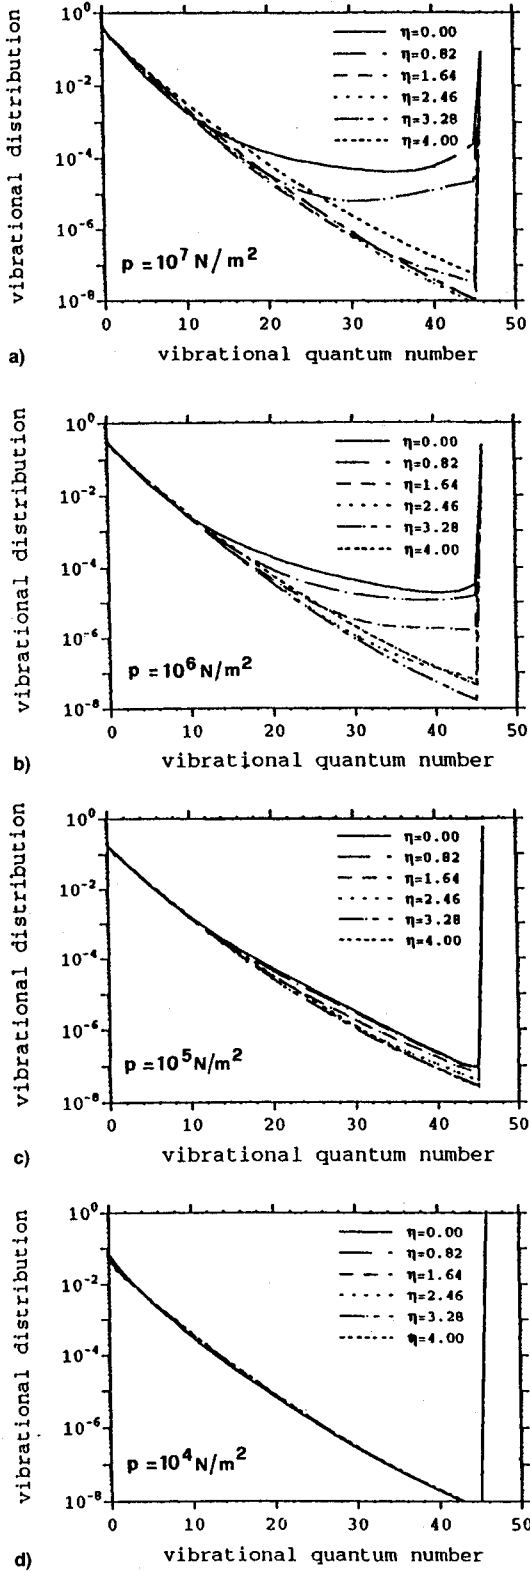 vibrational distribution
10⁰
10⁻²
10⁻⁴
10⁻⁶
10⁻⁸
η=0.00
η=0.82
η=1.64
η=2.46
η=3.28
η=4.00
p = 10⁷ N/m²
0 10 20 30 40 50
a) vibrational quantum number
vibrational distribution
10⁰
10⁻²
10⁻⁴
10⁻⁶
10⁻⁸
η=0.00
η=0.82
η=1.64
η=2.46
η=3.28
η=4.00
p = 10⁶ N/m²
0 10 20 30 40 50
b) vibrational quantum number
vibrational distribution
10⁰
10⁻²
10⁻⁴
10⁻⁶
10⁻⁸
η=0.00
η=0.82
η=1.64
η=2.46
η=3.28
η=4.00
p = 10⁵ N/m²
0 10 20 30 40 50
c) vibrational quantum number
vibrational distribution
10⁰
10⁻²
10⁻⁴
10⁻⁶
10⁻⁸
η=0.00
η=0.82
η=1.64
η=2.46
η=3.28
η=4.00
p = 10⁴ N/m²
0 10 20 30 40 50
d) vibrational quantum number